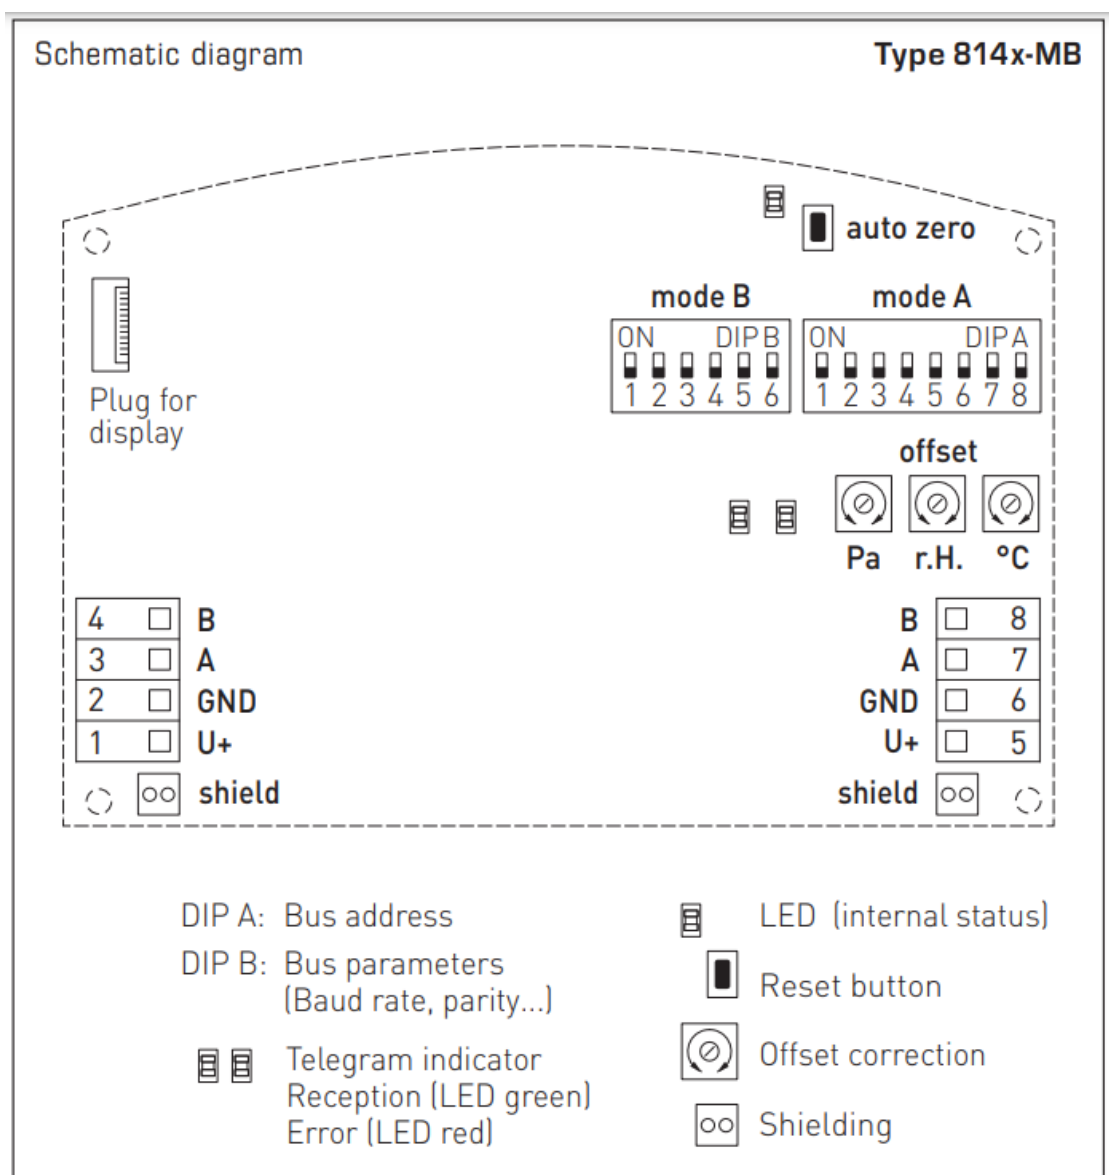 Schematic diagram
Type 814x-MB
auto zero
mode B
mode A
ON DIP B
1 2 3 4 5 6
ON DIP A
1 2 3 4 5 6 7 8
Plug for
display
offset
Pa r.H. °C
4 B
3 A
2 GND
1 U+
shield
B 8
A 7
GND 6
U+ 5
shield
DIP A: Bus address
DIP B: Bus parameters
(Baud rate, parity...)
Telegram indicator
Reception (LED green)
Error (LED red)
LED (internal status)
Reset button
Offset correction
Shielding